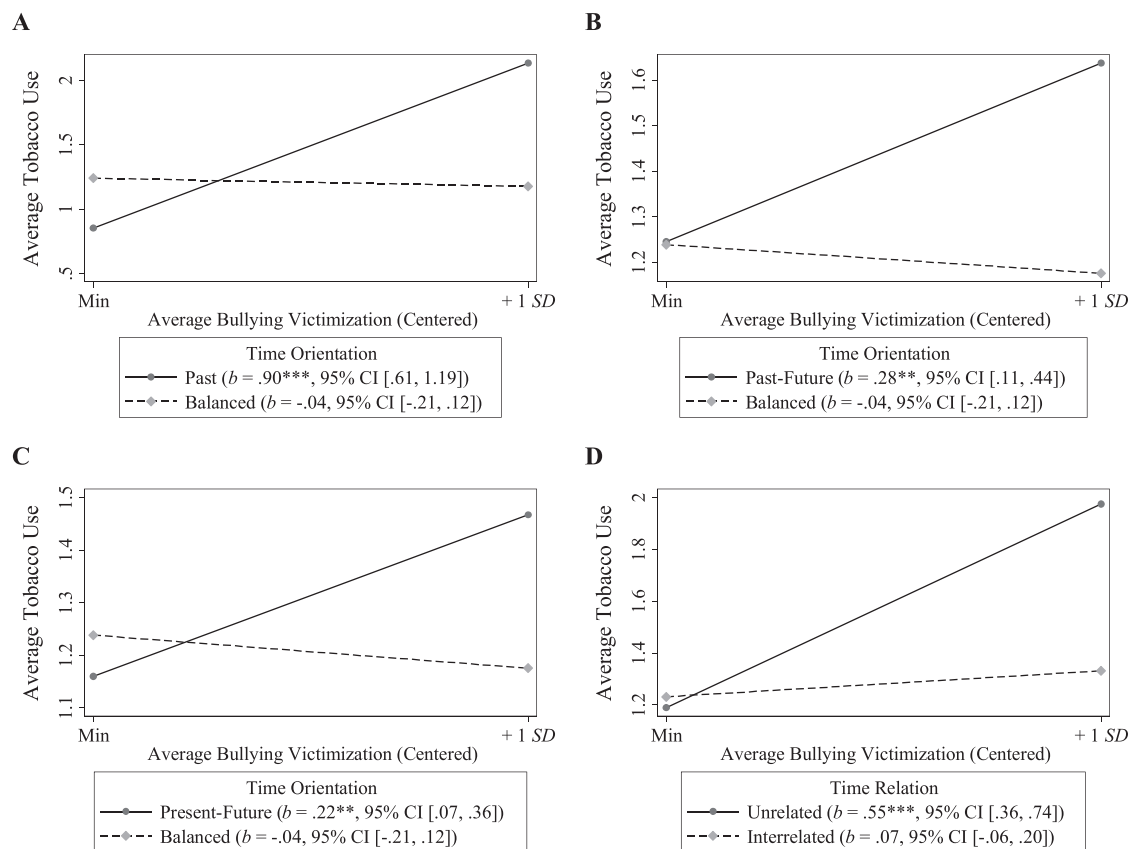 A
Average Tobacco Use
2
1.5
1
.5
Min
+ 1 SD
Average Bullying Victimization (Centered)
Time Orientation
Past (b = .90***, 95% CI [.61, 1.19])
Balanced (b = -.04, 95% CI [-.21, .12])
B
Average Tobacco Use
1.6
1.5
1.4
1.3
1.2
Min
+ 1 SD
Average Bullying Victimization (Centered)
Time Orientation
Past-Future (b = .28**, 95% CI [.11, .44])
Balanced (b = -.04, 95% CI [-.21, .12])
C
Average Tobacco Use
1.5
1.4
1.3
1.2
1.1
Min
+ 1 SD
Average Bullying Victimization (Centered)
Time Orientation
Present-Future (b = .22**, 95% CI [.07, .36])
Balanced (b = -.04, 95% CI [-.21, .12])
D
Average Tobacco Use
2
1.8
1.6
1.4
1.2
Min
+ 1 SD
Average Bullying Victimization (Centered)
Time Relation
Unrelated (b = .55***, 95% CI [.36, .74])
Interrelated (b = .07, 95% CI [-.06, .20])